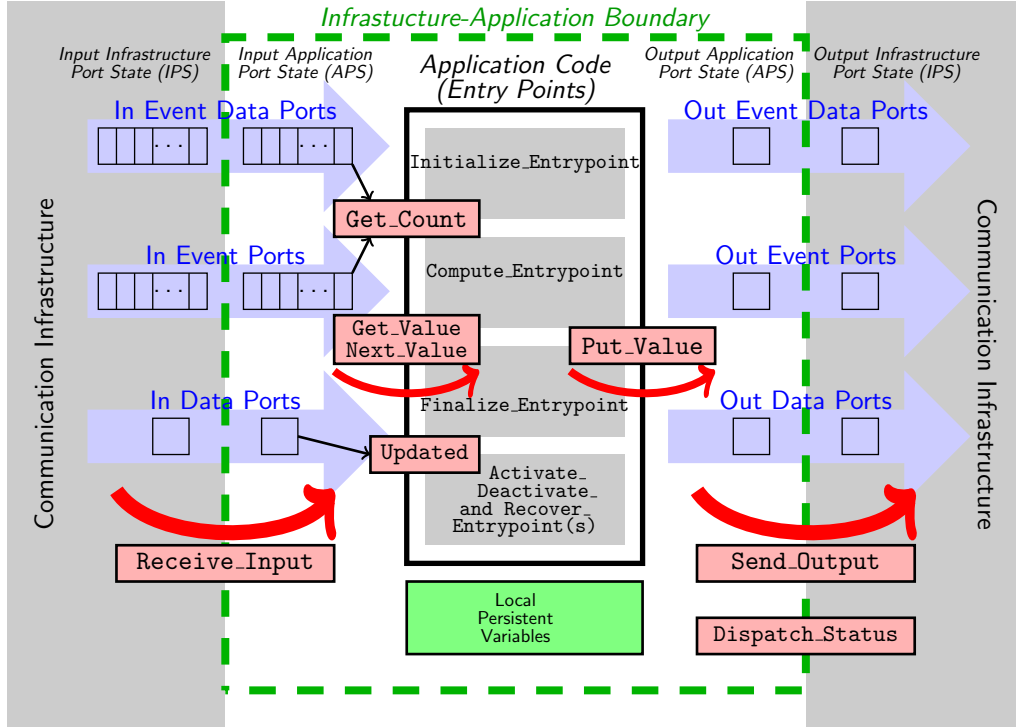 Infrastucture-Application Boundary
Input Infrastructure
Port State (IPS)
Input Application
Port State (APS)
Application Code
(Entry Points)
Output Application
Port State (APS)
Output Infrastructure
Port State (IPS)
In Event Data Ports
Out Event Data Ports
...
...
Initialize_Entrypoint
Get_Count
In Event Ports
Out Event Ports
...
...
Compute_Entrypoint
Get_Value
Next_Value
Put_Value
In Data Ports
Finalize_Entrypoint
Out Data Ports
Updated
Activate_
Deactivate_
and Recover_
Entrypoint(s)
Receive_Input
Send_Output
Local
Persistent
Variables
Dispatch_Status
Communication Infrastructure
Communication Infrastructure